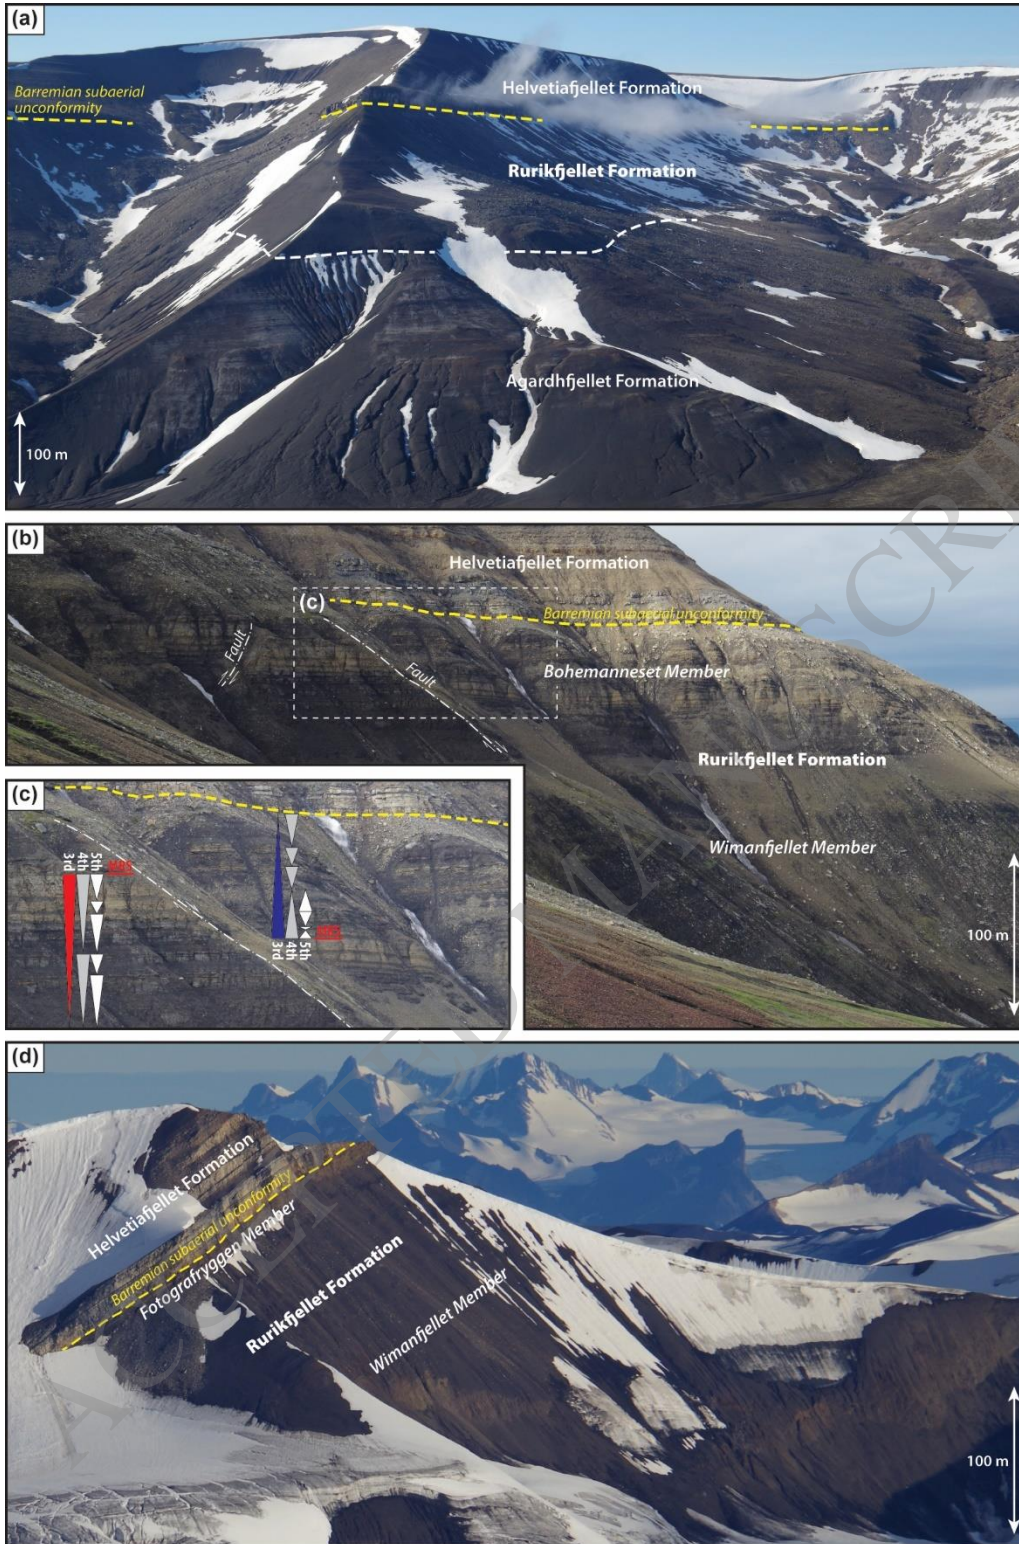 (a)
Barremian subaerial
unconformity
Helvetiafjellet Formation
Rurikfjellet Formation
Agardhfjellet Formation
100 m
(b)
Helvetiafjellet Formation
(c)
Barremian subaerial unconformity
Fault
Fault
Bohemanneset Member
Rurikfjellet Formation
Wimanfjellet Member
100 m
(c)
3rd
4th
5th
3rd
4th
5th
(d)
Helvetiafjellet Formation
Barremian subaerial unconformity
Fotografryggen Member
Rurikfjellet Formation
Wimanfjellet Member
100 m